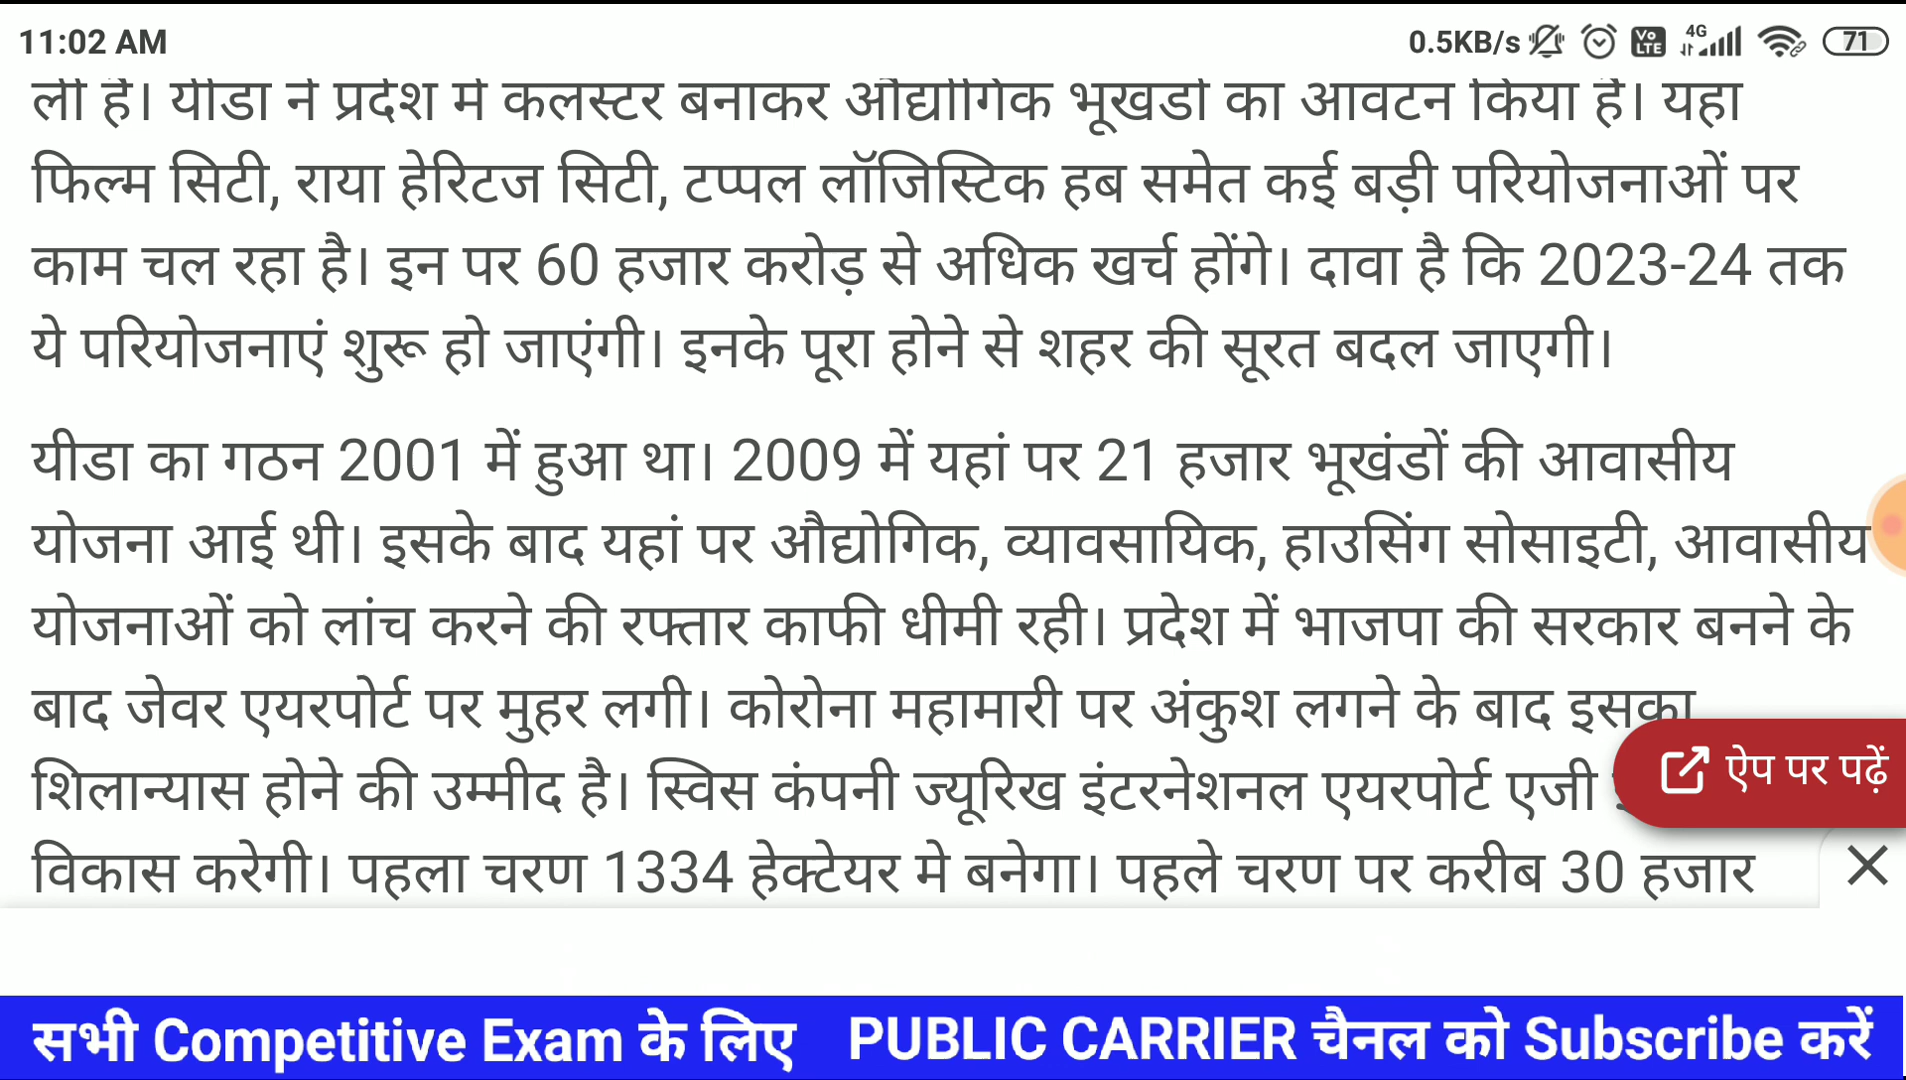 11:02 AM 0.5KB/s Vo LTE 4G 71
ली है। यीडा ने प्रदेश में कलस्टर बनाकर औद्योगिक भूखंडों का आवंटन किया है। यहां
फिल्म सिटी, राया हेरिटज सिटी, टप्पल लॉजिस्टिक हब समेत कई बड़ी परियोजनाओं पर
काम चल रहा है। इन पर 60 हजार करोड़ से अधिक खर्च होंगे। दावा है कि 2023-24 तक
ये परियोजनाएं शुरू हो जाएंगी। इनके पूरा होने से शहर की सूरत बदल जाएगी।
यीडा का गठन 2001 में हुआ था। 2009 में यहां पर 21 हजार भूखंडों की आवासीय
योजना आई थी। इसके बाद यहां पर औद्योगिक, व्यावसायिक, हाउसिंग सोसाइटी, आवासीय
योजनाओं को लांच करने की रफ्तार काफी धीमी रही। प्रदेश में भाजपा की सरकार बनने के
बाद जेवर एयरपोर्ट पर मुहर लगी। कोरोना महामारी पर अंकुश लगने के बाद इसका
शिलान्यास होने की उम्मीद है। स्विस कंपनी ज्यूरिख इंटरनेशनल एयरपोर्ट एजी
ऐप पर पढ़ें
विकास करेगी। पहला चरण 1334 हेक्टेयर मे बनेगा। पहले चरण पर करीब 30 हजार
सभी Competitive Exam के लिए PUBLIC CARRIER चैनल को Subscribe करें